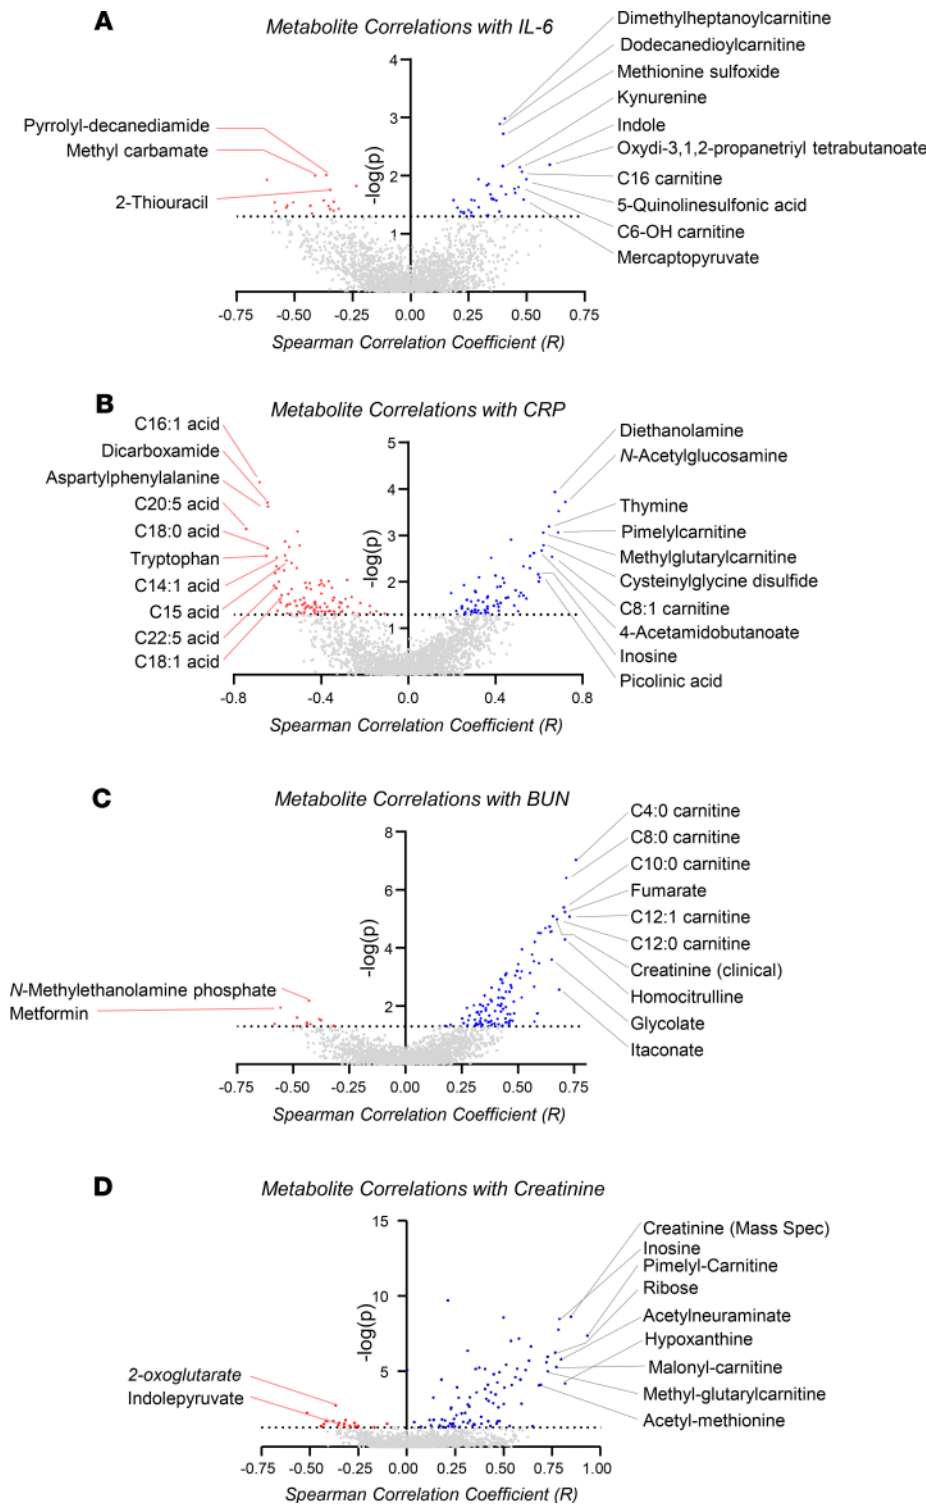 A
Metabolite Correlations with IL-6
Dimethylheptanoylcarnitine
Dodecanedioylcarnitine
Methionine sulfoxide
Kynurenine
Indole
Oxydi-3,1,2-propanetriyl tetrabutanoate
C16 carnitine
5-Quinolinesulfonic acid
C6-OH carnitine
Mercaptopyruvate
Pyrrolyl-decanediamide
Methyl carbamate
2-Thiouracil
-log(p)
4
3
2
1
-0.75
-0.50
-0.25
0.00
0.25
0.50
0.75
Spearman Correlation Coefficient (R)
B
Metabolite Correlations with CRP
C16:1 acid
Dicarboxamide
Aspartylphenylalanine
C20:5 acid
C18:0 acid
Tryptophan
C14:1 acid
C15 acid
C22:5 acid
C18:1 acid
Diethanolamine
N-Acetylglucosamine
Thymine
Pimelylcarnitine
Methylglutarylcarnitine
Cysteinylglycine disulfide
C8:1 carnitine
4-Acetamidobutanoate
Inosine
Picolinic acid
-log(p)
5
4
3
2
1
-0.8
-0.4
0.0
0.4
0.8
Spearman Correlation Coefficient (R)
C
Metabolite Correlations with BUN
C4:0 carnitine
C8:0 carnitine
C10:0 carnitine
Fumarate
C12:1 carnitine
C12:0 carnitine
Creatinine (clinical)
Homocitrulline
Glycolate
Itaconate
N-Methylethanolamine phosphate
Metformin
-log(p)
8
6
4
2
-0.75
-0.50
-0.25
0.00
0.25
0.50
0.75
Spearman Correlation Coefficient (R)
D
Metabolite Correlations with Creatinine
Creatinine (Mass Spec)
Inosine
Pimelyl-Carnitine
Ribose
Acetylneuraminate
Hypoxanthine
Malonyl-carnitine
Methyl-glutarylcarnitine
Acetyl-methionine
2-oxoglutarate
Indolepyruvate
-log(p)
15
10
5
-0.75
-0.50
-0.25
0.00
0.25
0.50
0.75
1.00
Spearman Correlation Coefficient (R)